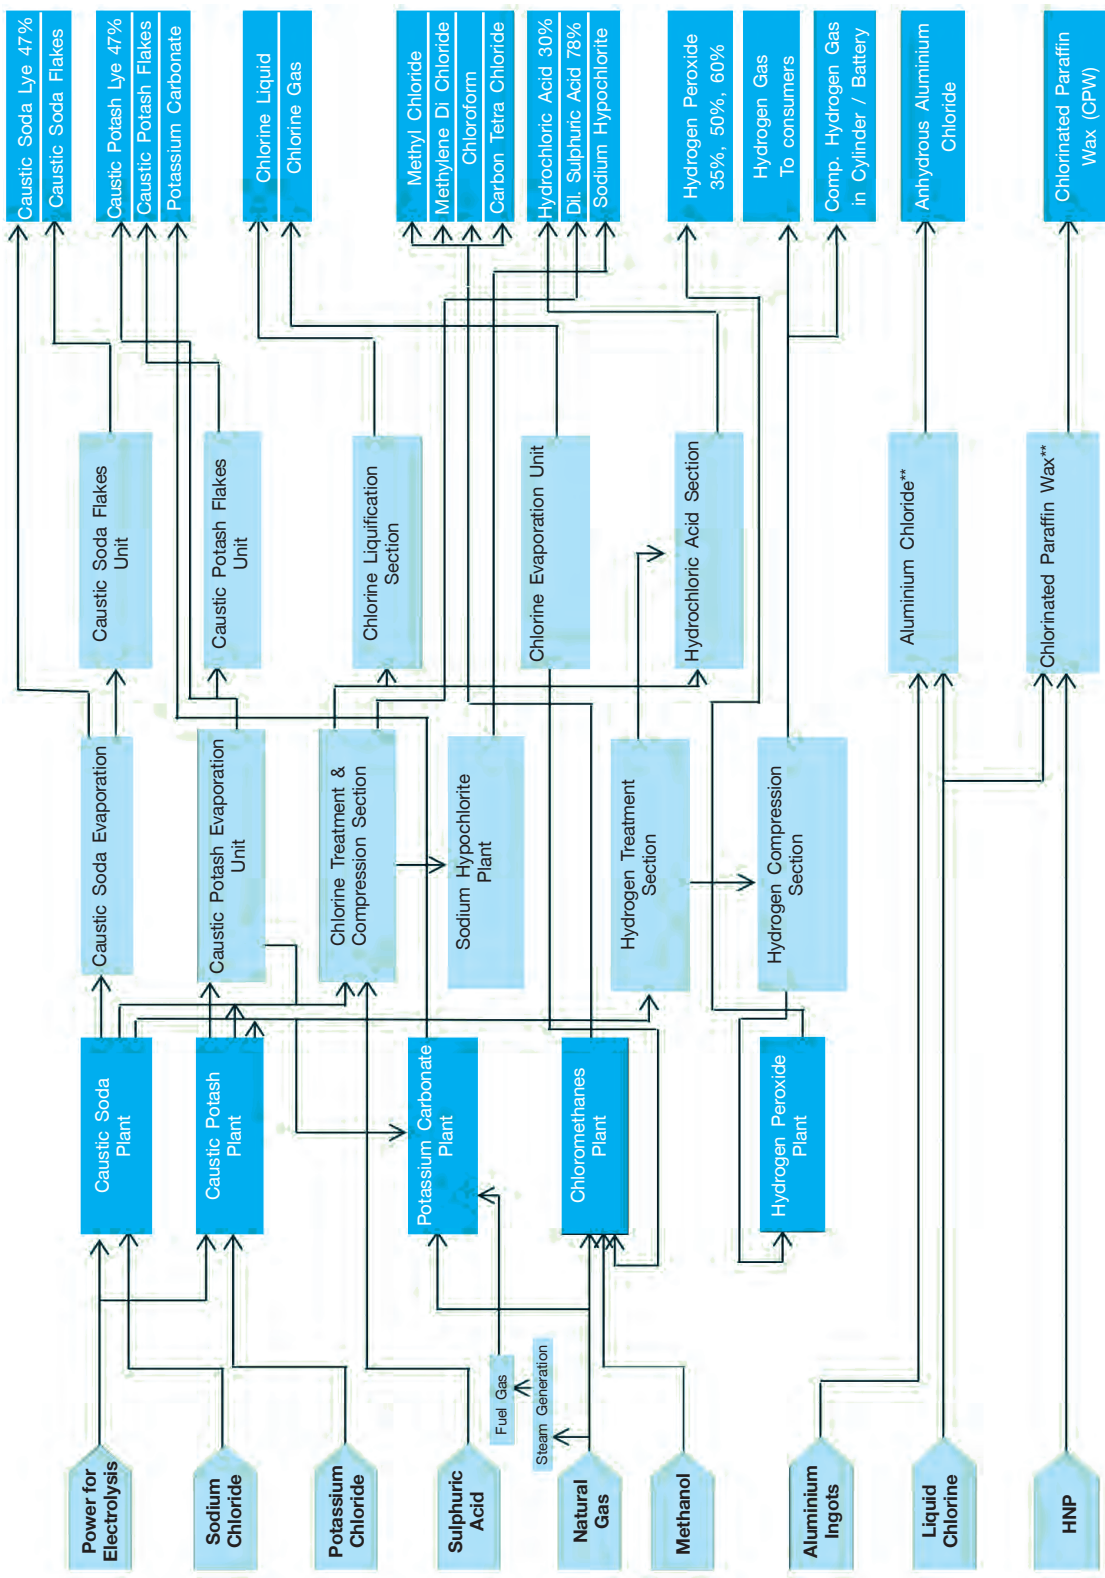 Power for
Electrolysis
Sodium
Chloride
Potassium
Chloride
Sulphuric
Acid
Natural
Gas
Methanol
Aluminium
Ingots
Liquid
Chlorine
HNP
Fuel Gas
Steam Generation
Caustic Soda
Plant
Caustic Potash
Plant
Potassium Carbonate
Plant
Chloromethanes
Plant
Hydrogen Peroxide
Plant
Caustic Soda Evaporation
Caustic Potash Evaporation
Unit
Chlorine Treatment &
Compression Section
Sodium Hypochlorite
Plant
Hydrogen Treatment
Section
Hydrogen Compression
Section
Caustic Soda Flakes
Unit
Caustic Potash Flakes
Unit
Chlorine Liquification
Section
Chlorine Evaporation Unit
Hydrochloric Acid Section
Aluminium Chloride**
Chlorinated Paraffin Wax**
Caustic Soda Lye 47%
Caustic Soda Flakes
Caustic Potash Lye 47%
Caustic Potash Flakes
Potassium Carbonate
Chlorine Liquid
Chlorine Gas
Methyl Chloride
Methylene Di Chloride
Chloroform
Carbon Tetra Chloride
Hydrochloric Acid 30%
Dil. Sulphuric Acid 78%
Sodium Hypochlorite
Hydrogen Peroxide
35%, 50%, 60%
Hydrogen Gas
To consumers
Comp. Hydrogen Gas
in Cylinder / Battery
Anhydrous Aluminium
Chloride
Chlorinated Paraffin
Wax (CPW)